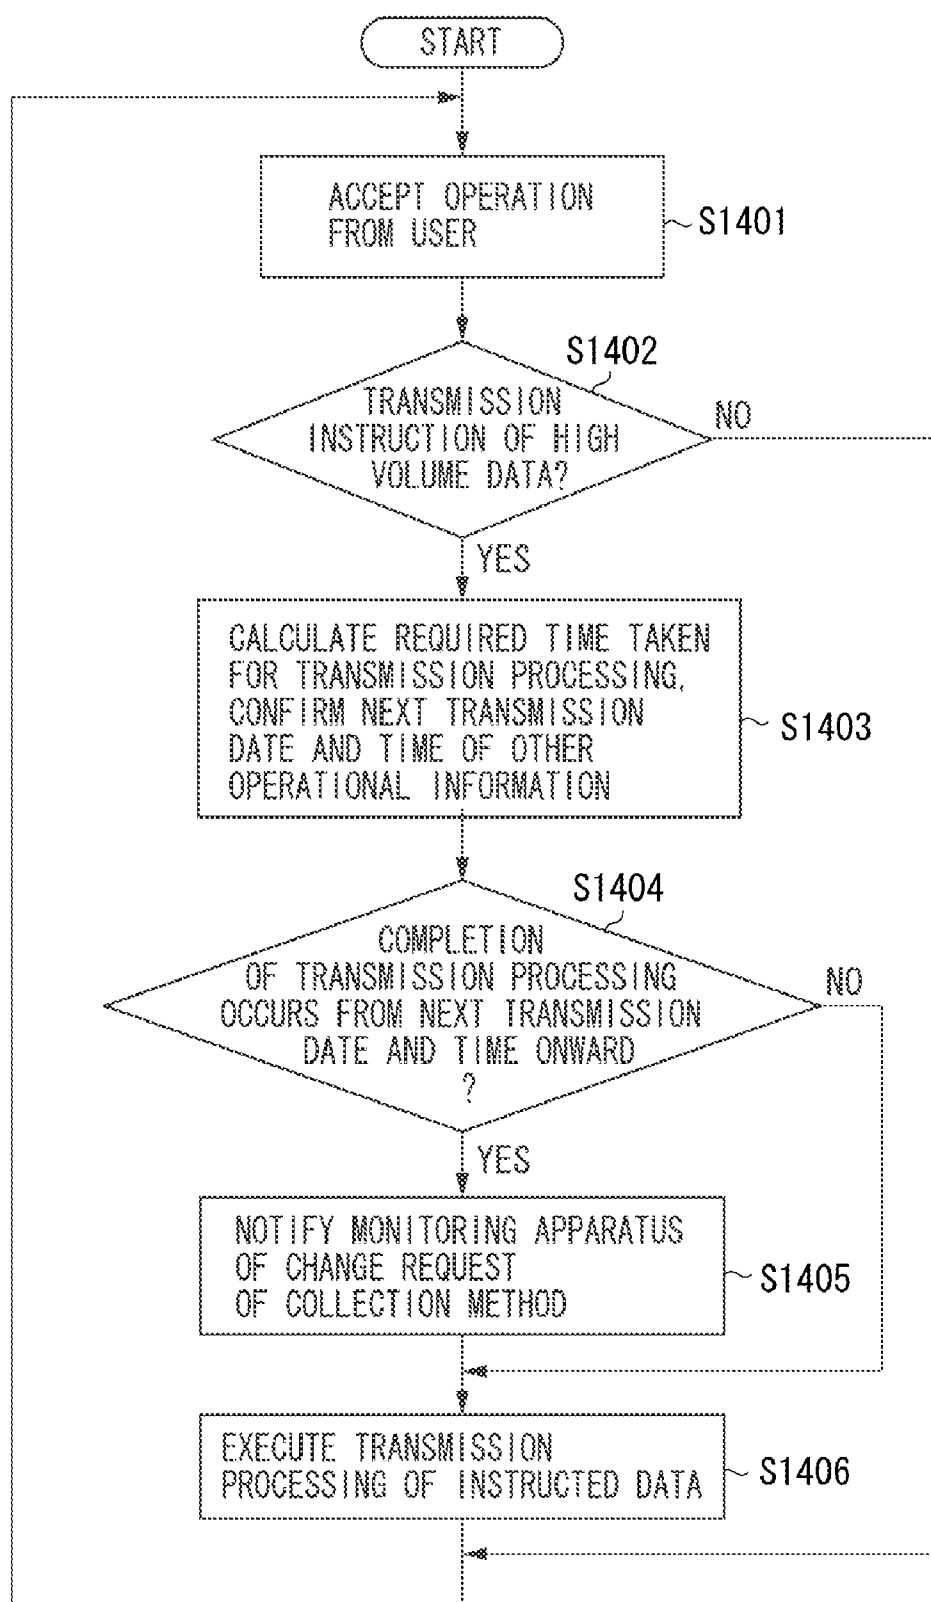 START
ACCEPT OPERATION
FROM USER
S1401
S1402
TRANSMISSION
INSTRUCTION OF HIGH
VOLUME DATA?
NO
YES
CALCULATE REQUIRED TIME TAKEN
FOR TRANSMISSION PROCESSING,
CONFIRM NEXT TRANSMISSION
DATE AND TIME OF OTHER
OPERATIONAL INFORMATION
S1403
S1404
COMPLETION
OF TRANSMISSION PROCESSING
OCCURS FROM NEXT TRANSMISSION
DATE AND TIME ONWARD
?
NO
YES
NOTIFY MONITORING APPARATUS
OF CHANGE REQUEST
OF COLLECTION METHOD
S1405
EXECUTE TRANSMISSION
PROCESSING OF INSTRUCTED DATA
S1406